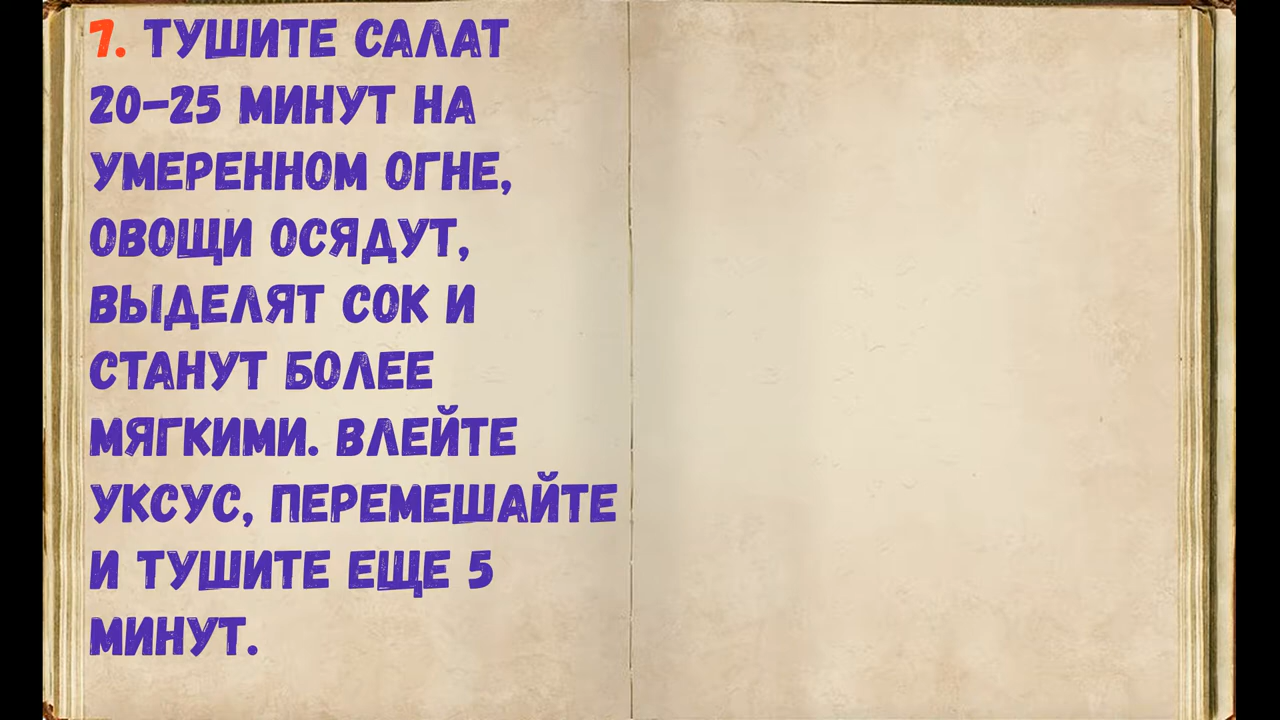 7. ТУШИТЕ САЛАТ
20–25 МИНУТ НА
УМЕРЕННОМ ОГНЕ,
ОВОЩИ ОСЯДУТ,
ВЫДЕЛЯТ СОК И
СТАНУТ БОЛЕЕ
МЯГКИМИ. ВЛЕЙТЕ
УКСУС, ПЕРЕМЕШАЙТЕ
И ТУШИТЕ ЕЩЕ 5
МИНУТ.